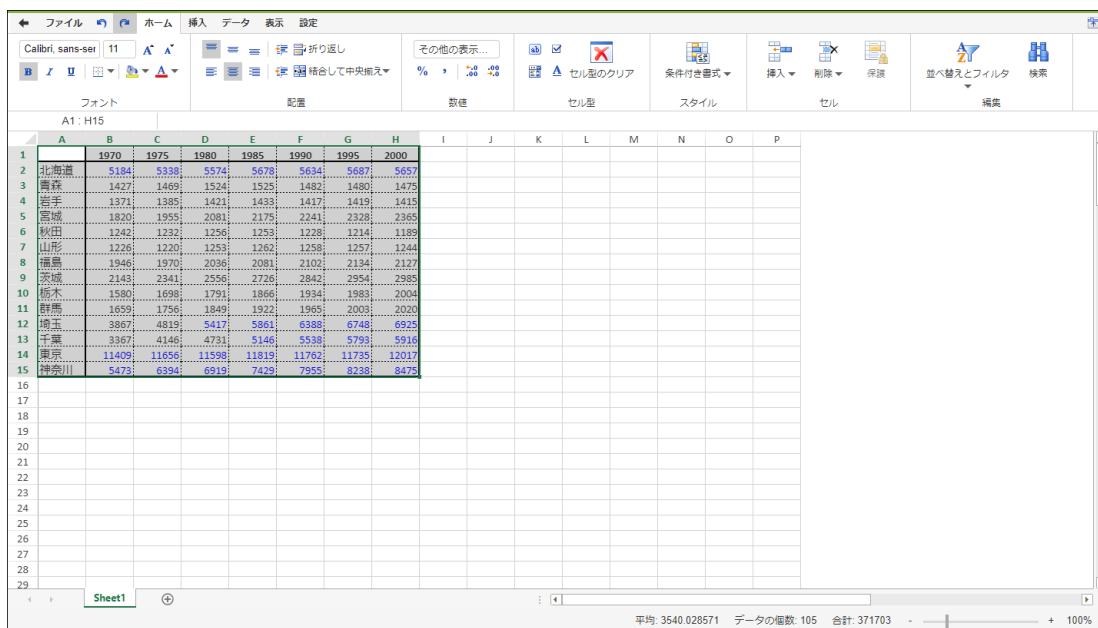 ファイル ホーム 挿入 データ 表示 設定
Calibri, sans-ser 11 A A 折り返し その他の表示... ab 条件付き書式 挿入 削除 保護 並べ替えとフィルタ 検索
B I U A 結合して中央揃え % , .00 .00 A セル型のクリア
フォント 配置 数値 セル型 スタイル セル 編集
A1 : H15
A B C D E F G H I J K L M N O P
1 1970 1975 1980 1985 1990 1995 2000
2 北海道 5184 5338 5574 5678 5634 5687 5657
3 青森 1427 1469 1524 1525 1482 1480 1475
4 岩手 1371 1385 1421 1433 1417 1419 1415
5 宮城 1820 1955 2081 2175 2241 2328 2365
6 秋田 1242 1232 1256 1253 1228 1214 1189
7 山形 1226 1220 1253 1262 1258 1257 1244
8 福島 1946 1970 2036 2081 2102 2134 2127
9 茨城 2143 2341 2556 2726 2842 2954 2985
10 栃木 1580 1698 1791 1866 1934 1983 2004
11 群馬 1659 1756 1849 1922 1965 2003 2020
12 埼玉 3867 4819 5417 5861 6388 6748 6925
13 千葉 3367 4146 4731 5146 5538 5793 5916
14 東京 11409 11656 11598 11819 11762 11735 12017
15 神奈川 5473 6394 6919 7429 7955 8238 8475
16
17
18
19
20
21
22
23
24
25
26
27
28
29
Sheet1
平均: 3540.028571 データの個数: 105 合計: 371703 - + 100%